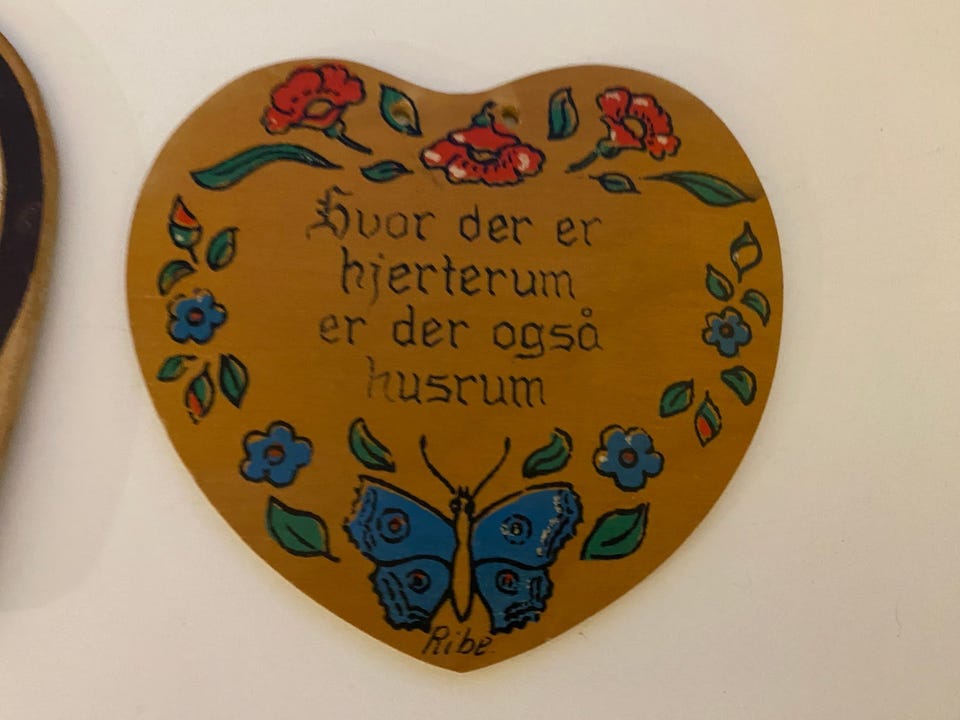 Hvor der er
hjerterum
er der også
husrum
Ribe